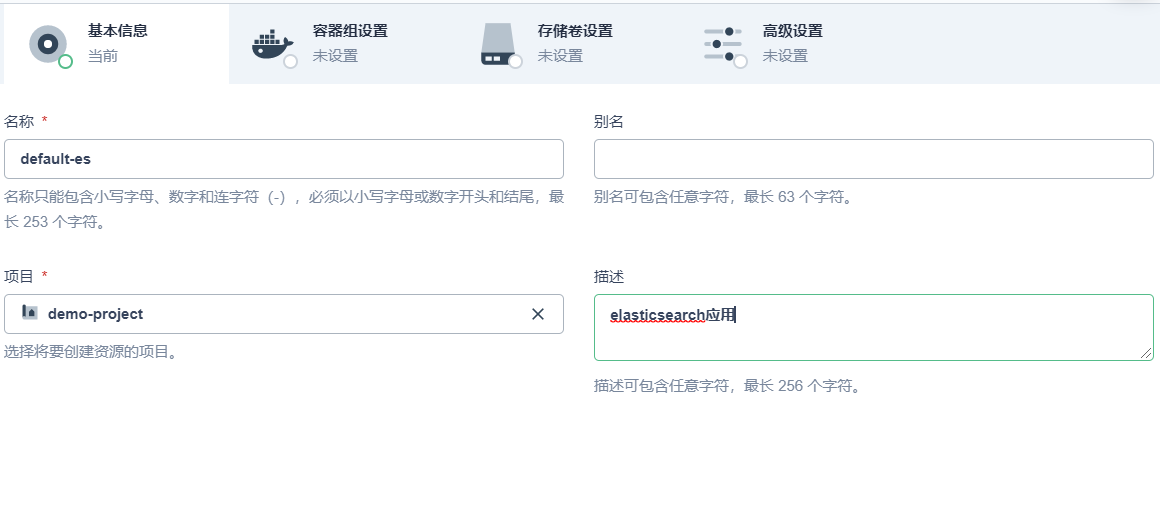 基本信息
当前
容器组设置
未设置
存储卷设置
未设置
高级设置
未设置
名称 *
default-es
名称只能包含小写字母、数字和连字符（-），必须以小写字母或数字开头和结尾，最
长 253 个字符。
别名
别名可包含任意字符，最长 63 个字符。
项目 *
demo-project
选择将要创建资源的项目。
描述
elasticsearch应用
描述可包含任意字符，最长 256 个字符。